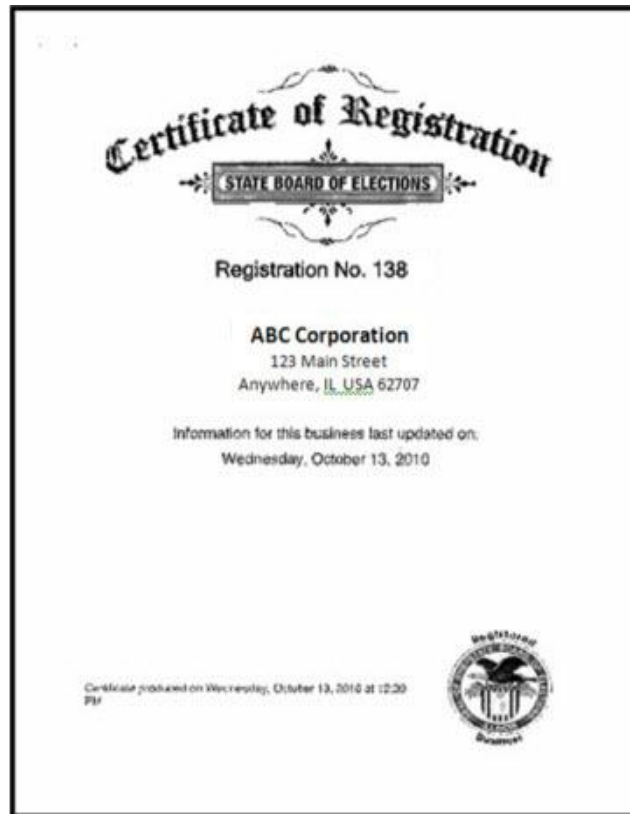 Certificate of Registration
STATE BOARD OF ELECTIONS
Registration No. 138
ABC Corporation
123 Main Street
Anywhere, IL USA 62707
Information for this business last updated on:
Wednesday, October 13, 2010
Certificate produced on Wednesday, October 13, 2010 at 12:30
PM
Registered
Business